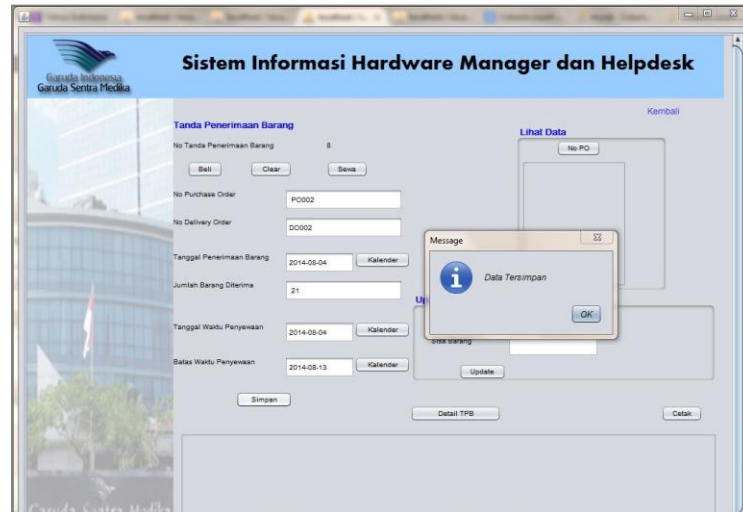 Garuda Indonesia
Garuda Sentra Medika
Sistem Informasi Hardware Manager dan Helpdesk
Kembali
Tanda Penerimaan Barang
Lihat Data
No Tanda Penerimaan Barang 8
No PO
Beli Clear Sewa
No Purchase Order PO002
No Delivery Order DO002
Message
Tanggal Penerimaan Barang 2014-08-04 Kalender
Data Tersimpan
Jumlah Barang Diterima 21
OK
Tanggal Waktu Penyewaan 2014-08-04 Kalender
Sisa Barang
Batas Waktu Penyewaan 2014-08-13 Kalender
Update
Simpan
Detail TPB
Cetak
Garuda Sentra Medika